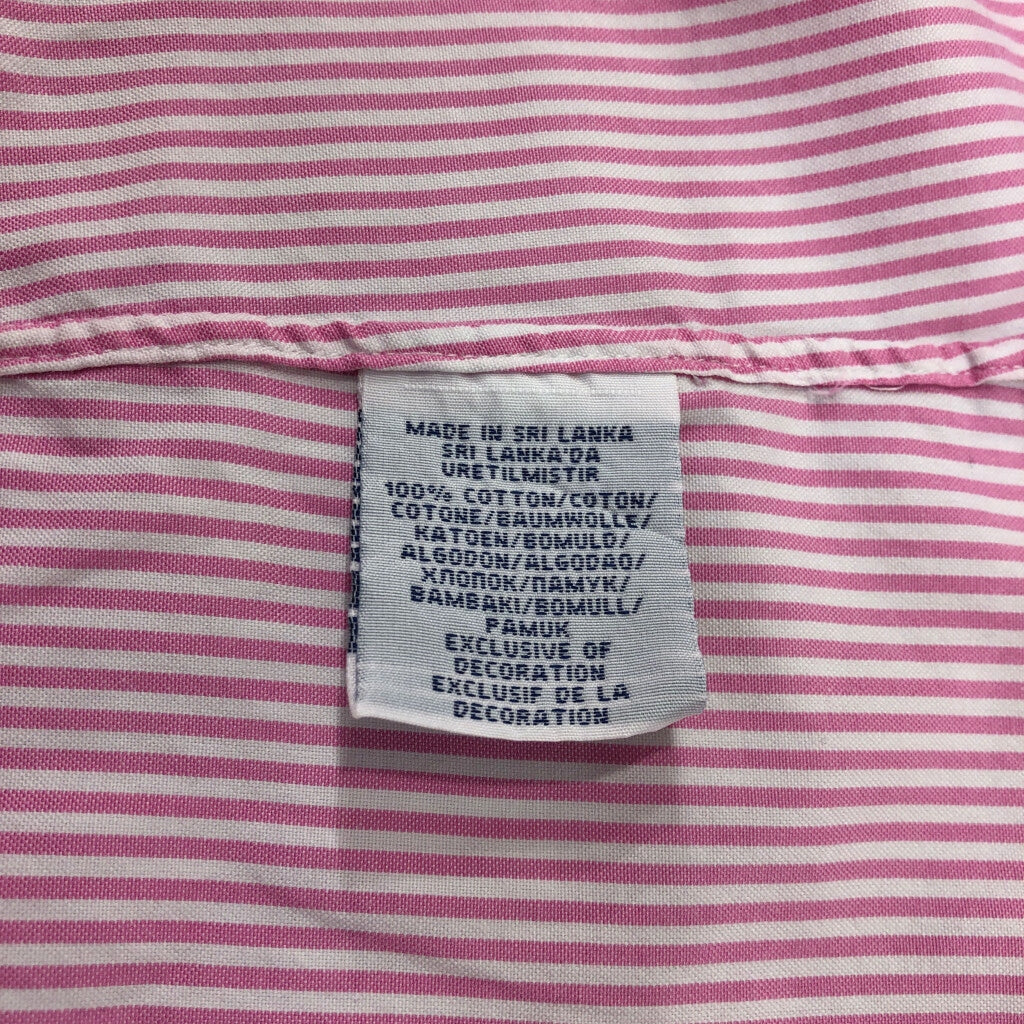 MADE IN SRI LANKA
SRI LANKA'DA
URETILMISTIR
100% COTTON/COTON/
COTONE/BAUMWOLLE/
KATOEN/BOMULD/
ALGODON/ALGODAO/
ХЛОПОК/ПАМУК/
BAMBAKI/BOMULL/
PAMUK
EXCLUSIVE OF
DECORATION
EXCLUSIF DE LA
DECORATION